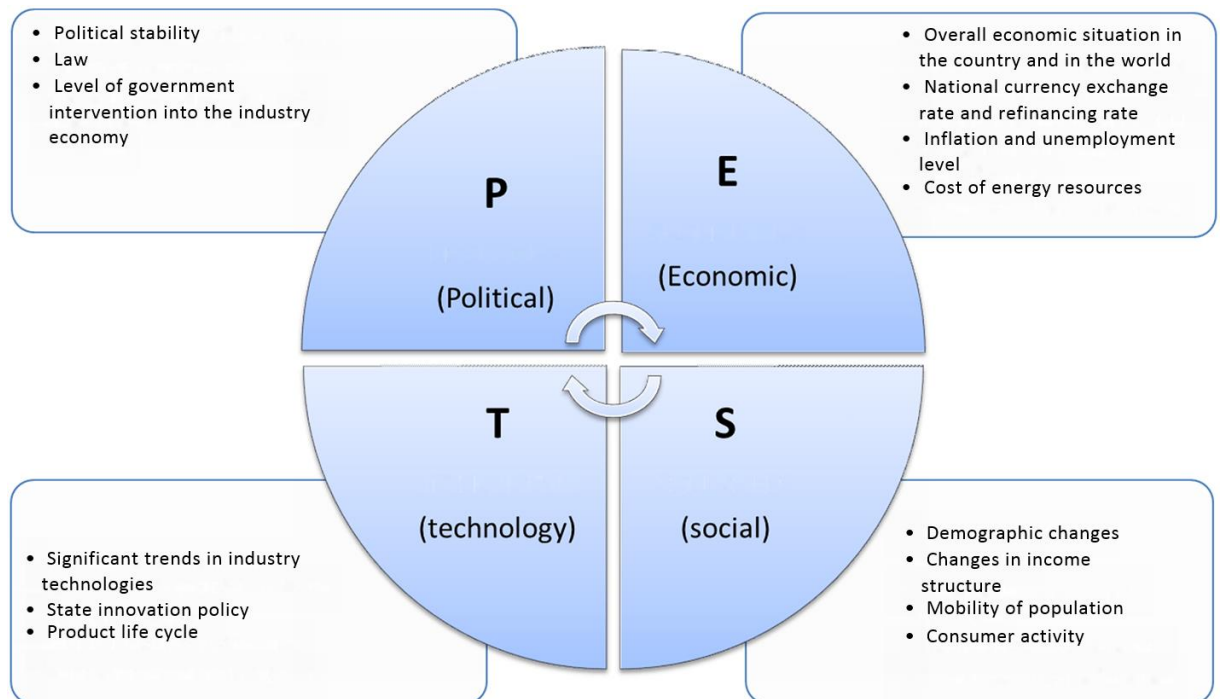 • Political stability
• Law
• Level of government
intervention into the industry
economy
• Overall economic situation in
the country and in the world
• National currency exchange
rate and refinancing rate
• Inflation and unemployment
level
• Cost of energy resources
P
(Political)
E
(Economic)
T
(technology)
S
(social)
• Significant trends in industry
technologies
• State innovation policy
• Product life cycle
• Demographic changes
• Changes in income
structure
• Mobility of population
• Consumer activity